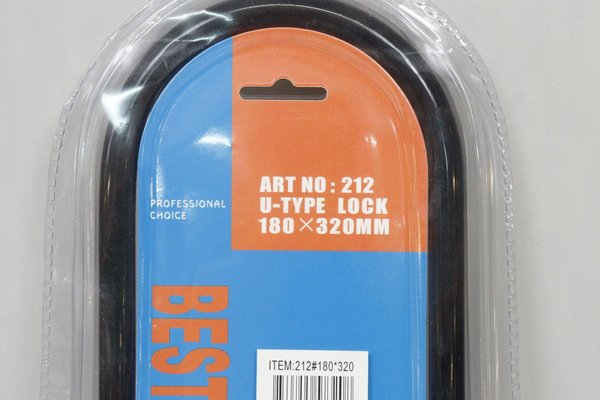 ART NO: 212
U-TYPE LOCK
180×320MM
PROFESSIONAL
CHOICE
BEST
ITEM:212#180*320